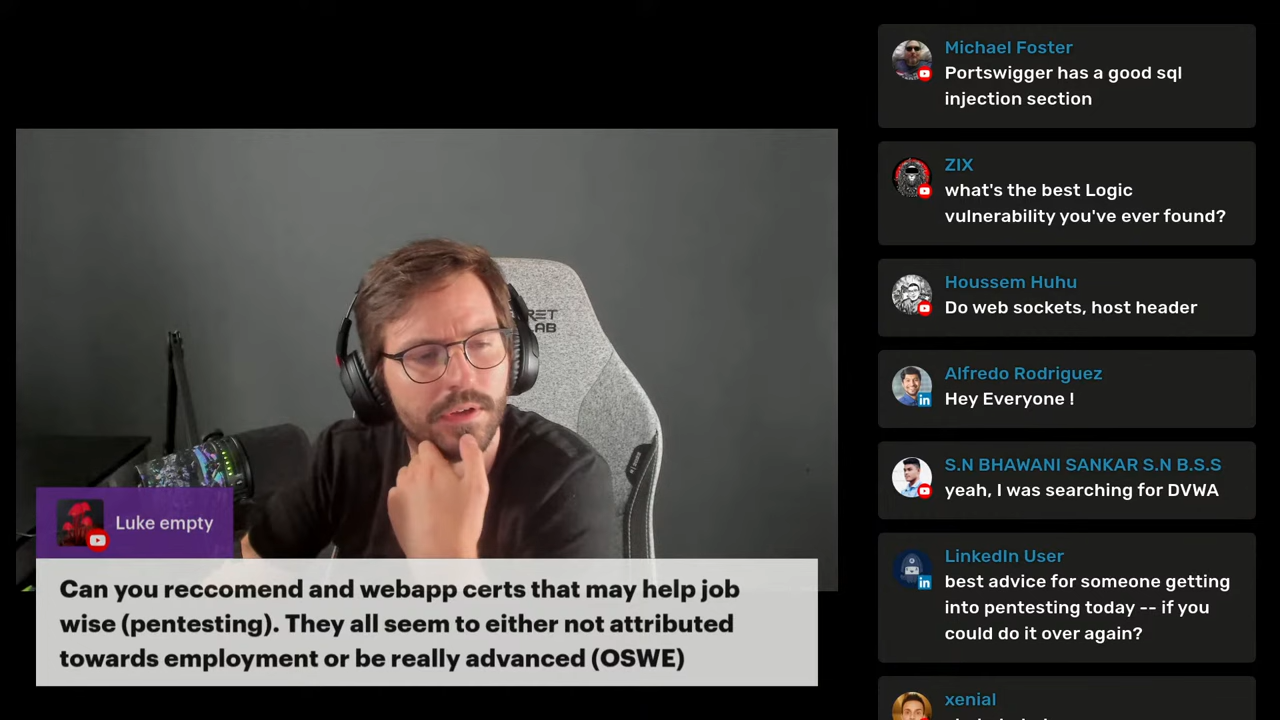 RET
LAB
Luke empty
Can you reccomend and webapp certs that may help job
wise (pentesting). They all seem to either not attributed
towards employment or be really advanced (OSWE)
Michael Foster
Portswigger has a good sql
injection section
ZIX
what's the best Logic
vulnerability you've ever found?
Houssem Huhu
Do web sockets, host header
Alfredo Rodriguez
Hey Everyone !
S.N BHAWANI SANKAR S.N B.S.S
yeah, I was searching for DVWA
LinkedIn User
best advice for someone getting
into pentesting today -- if you
could do it over again?
xenial